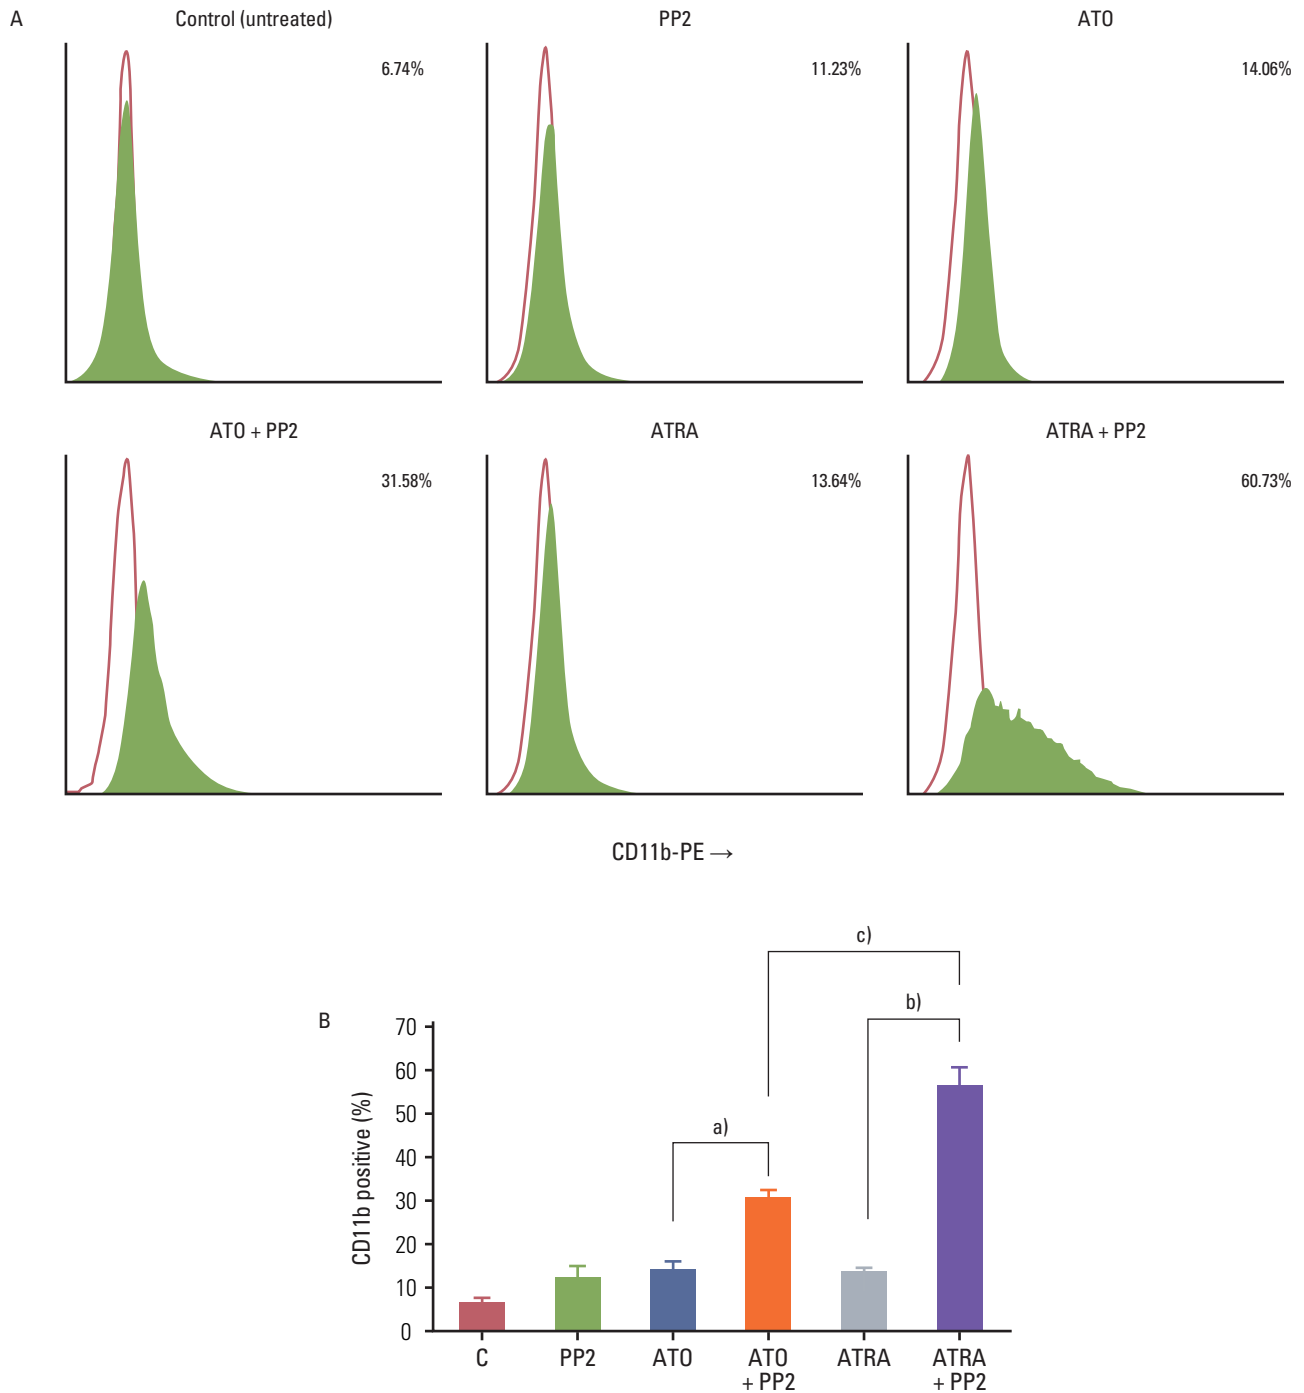 A
Control (untreated)
PP2
ATO
6.74%
11.23%
14.06%
ATO + PP2
ATRA
ATRA + PP2
31.58%
13.64%
60.73%
CD11b-PE →
B
c)
b)
a)
CD11b positive (%)
70
60
50
40
30
20
10
0
C
PP2
ATO
ATO
+ PP2
ATRA
ATRA
+ PP2